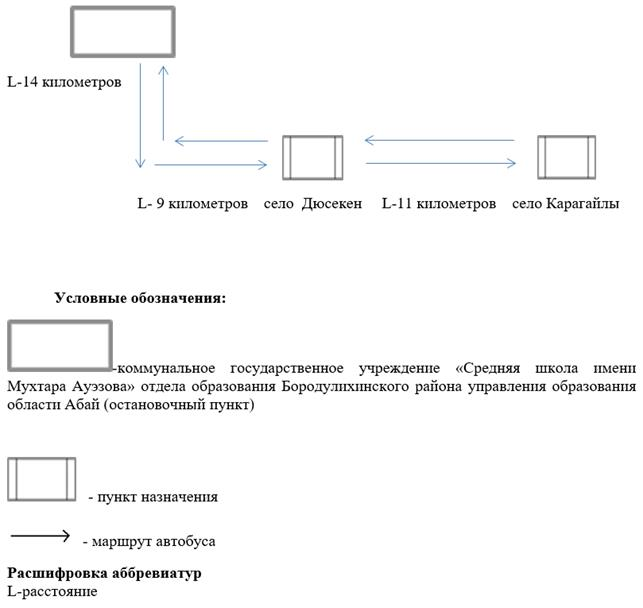 L-14 километров
L- 9 километров село Дюсекен L-11 километров село Карагайлы
Условные обозначения:
-коммунальное государственное учреждение «Средняя школа имени
Мухтара Ауэзова» отдела образования Бородулихинского района управления образования
области Абай (остановочный пункт)
- пункт назначения
- маршрут автобуса
Расшифровка аббревиатур
L-расстояние